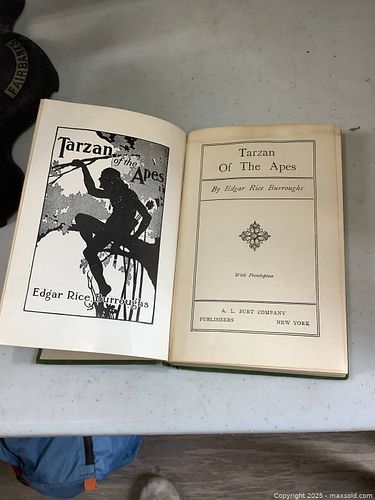 FAIRBANKS
Tarzan
of the
Apes
Edgar Rice Burroughs
Tarzan
Of The Apes
By Edgar Rice Burroughs
With Frontispiece
A. L. BURT COMPANY
PUBLISHERS NEW YORK
Copyright © 2025 - maxsold.com